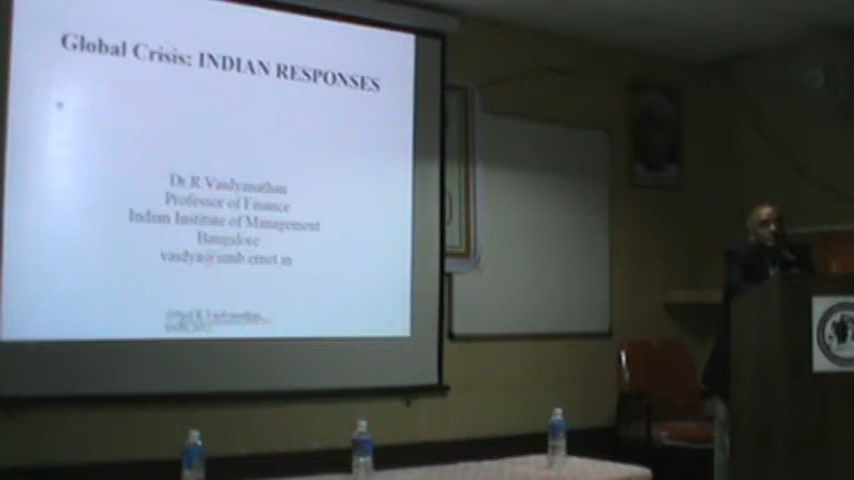 Global Crisis: INDIAN RESPONSES
Dr R Vaidyanathan
Professor of Finance
Indian Institute of Management
Bangalore